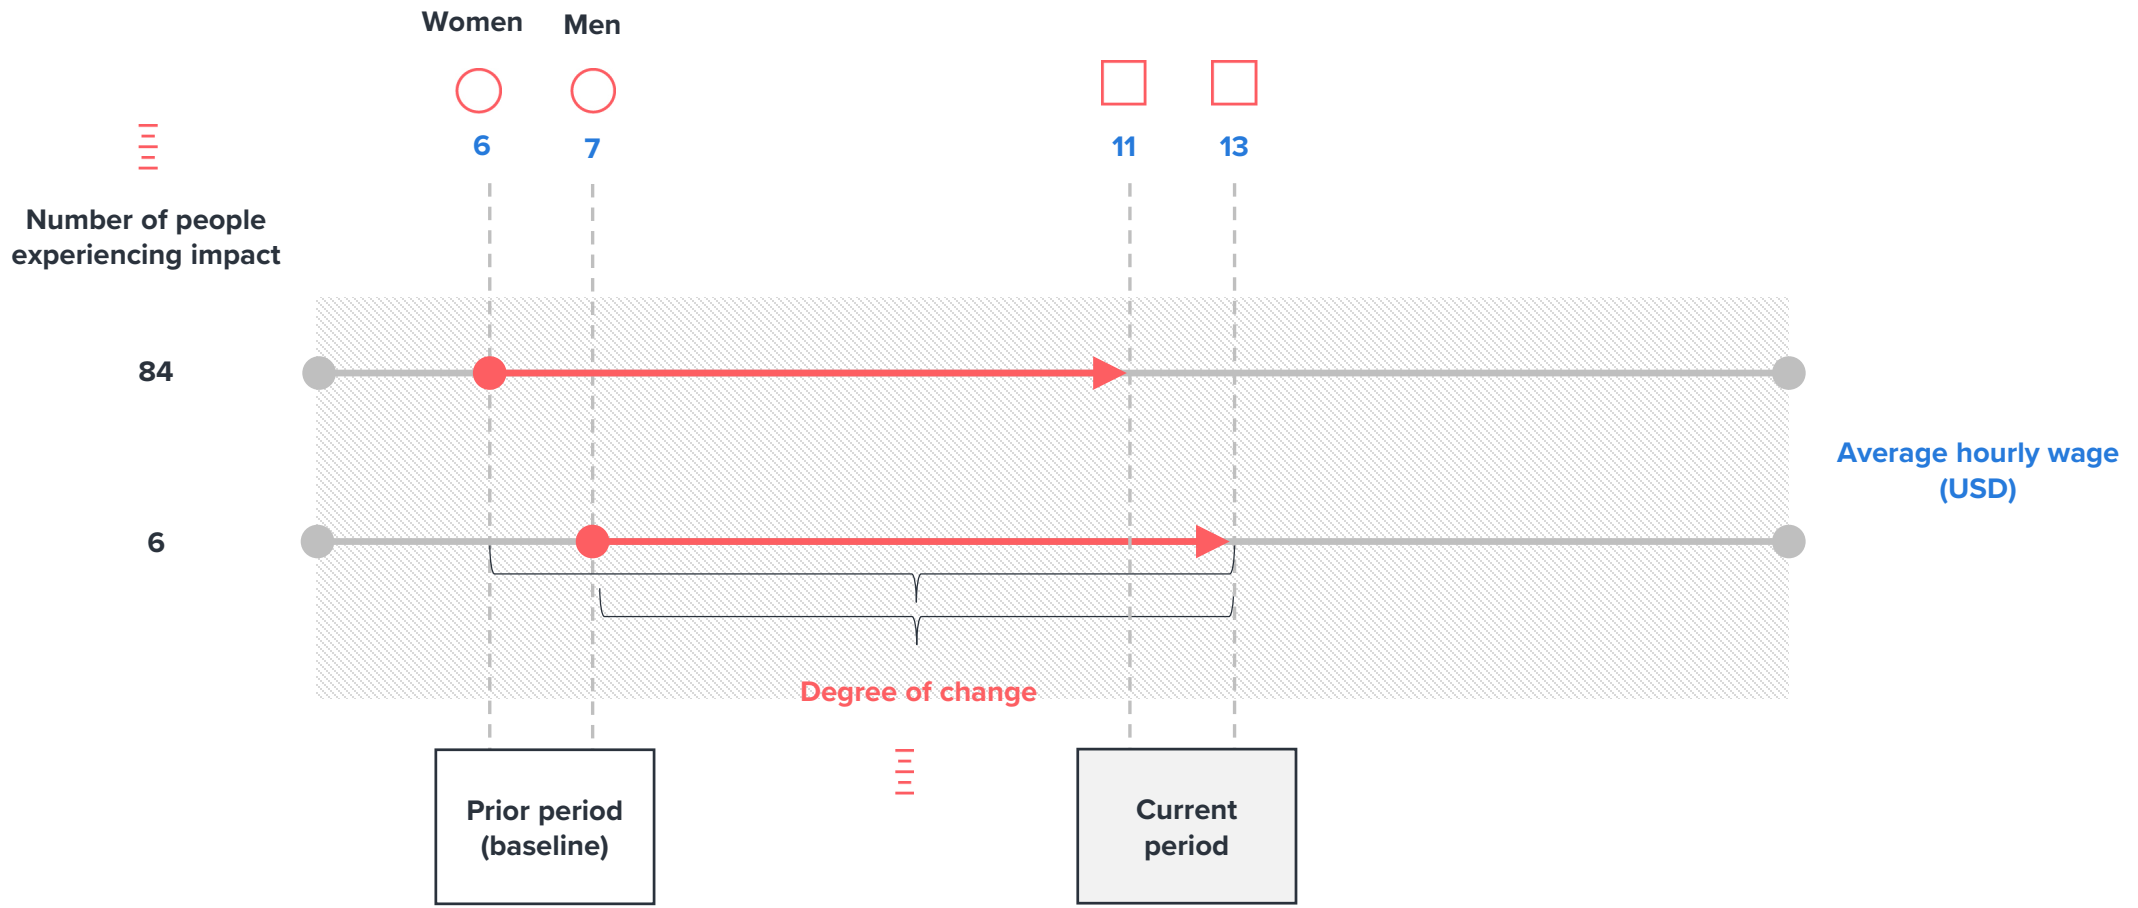 Women
Men
6
7
11
13
Number of people
experiencing impact
84
6
Average hourly wage
(USD)
Degree of change
Prior period
(baseline)
Current
period